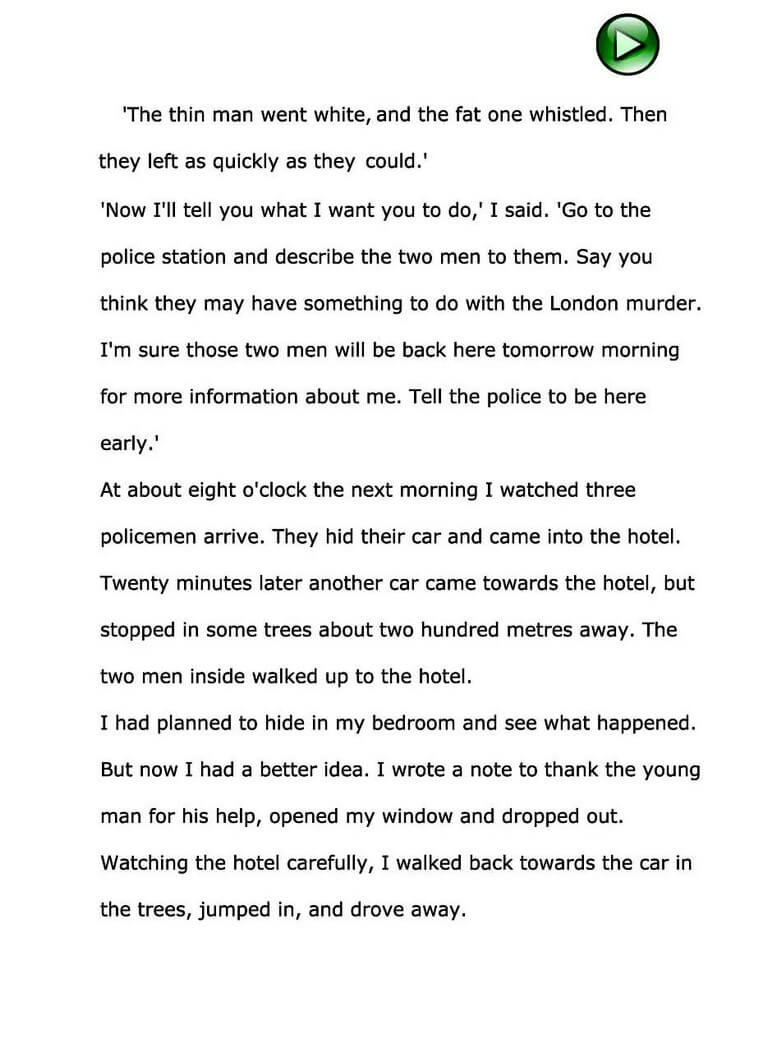 'The thin man went white, and the fat one whistled. Then
they left as quickly as they could.'
'Now I'll tell you what I want you to do,' I said. 'Go to the
police station and describe the two men to them. Say you
think they may have something to do with the London murder.
I'm sure those two men will be back here tomorrow morning
for more information about me. Tell the police to be here
early.'
At about eight o'clock the next morning I watched three
policemen arrive. They hid their car and came into the hotel.
Twenty minutes later another car came towards the hotel, but
stopped in some trees about two hundred metres away. The
two men inside walked up to the hotel.
I had planned to hide in my bedroom and see what happened.
But now I had a better idea. I wrote a note to thank the young
man for his help, opened my window and dropped out.
Watching the hotel carefully, I walked back towards the car in
the trees, jumped in, and drove away.